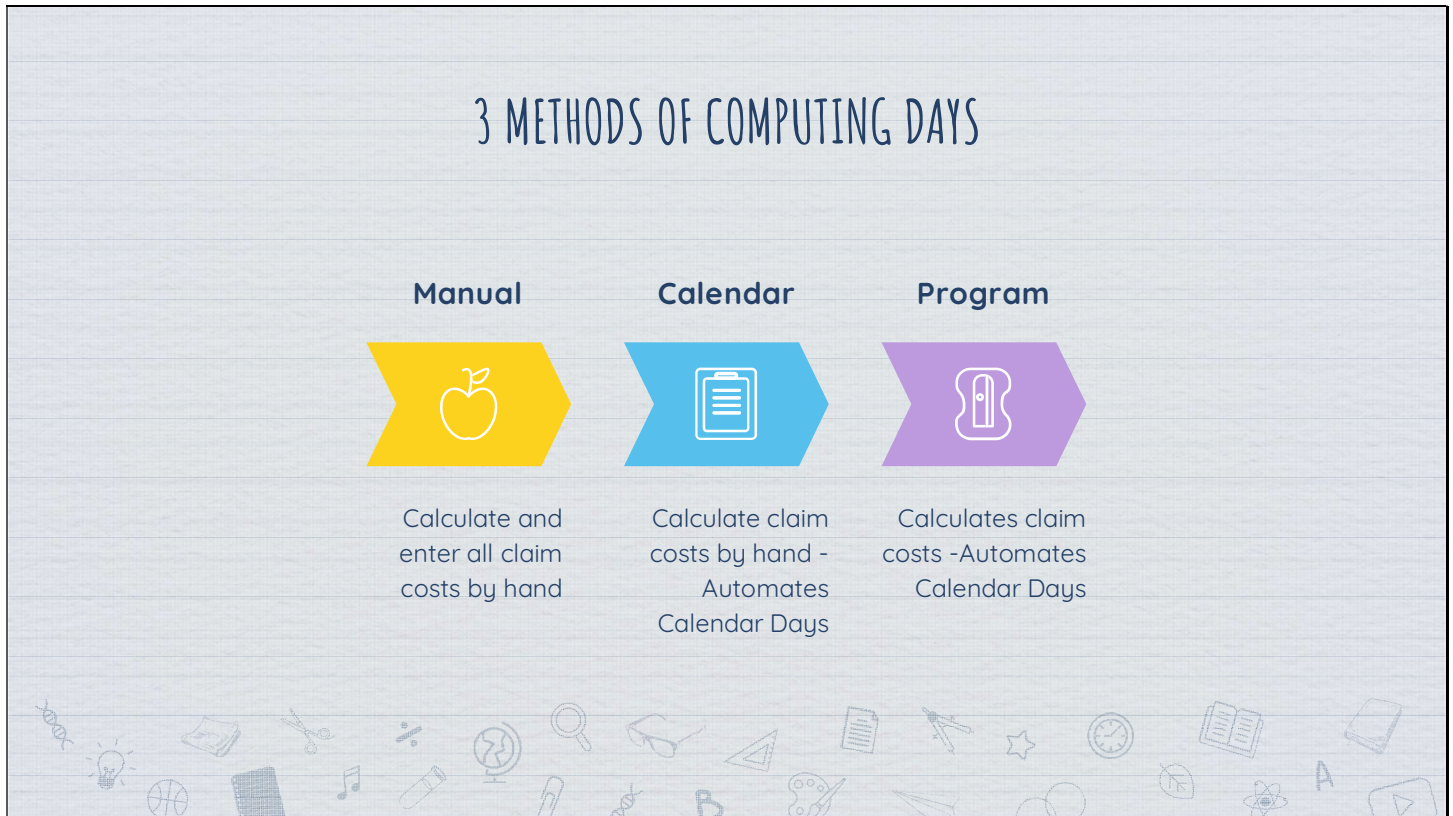 3 METHODS OF COMPUTING DAYS
Manual
Calculate and
enter all claim
costs by hand
Calendar
Calculate claim
costs by hand -
Automates
Calendar Days
Program
Calculates claim
costs -Automates
Calendar Days
A
B